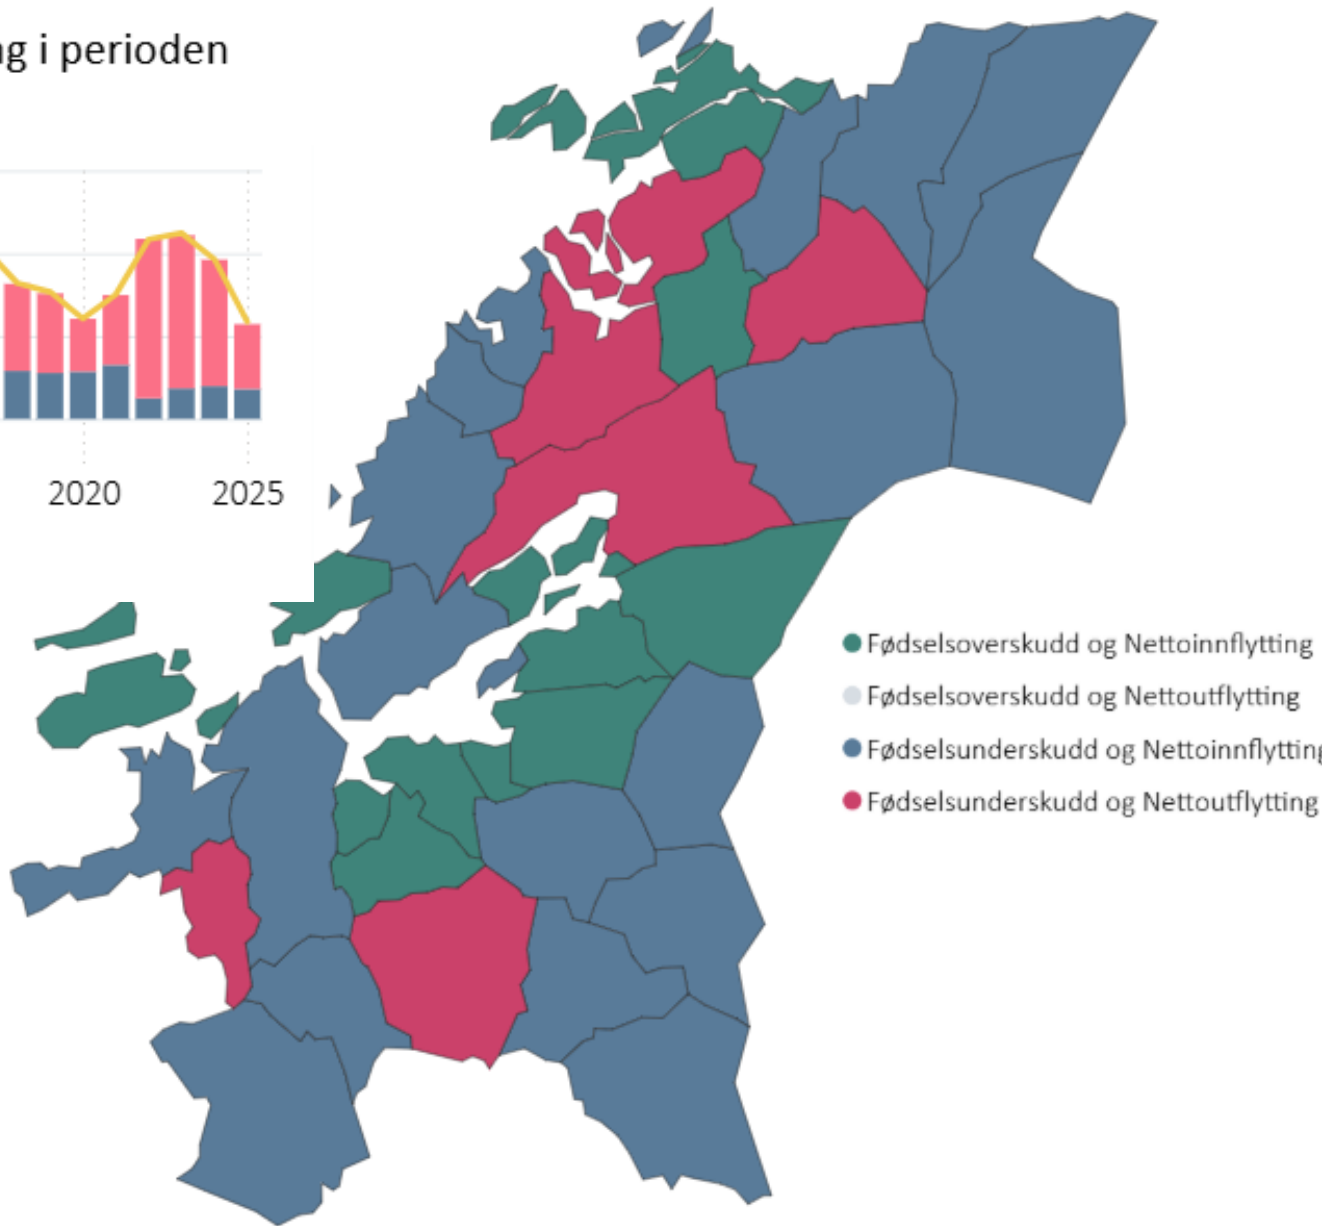 g i perioden
2020
2025
Fødselsoverskudd og Nettoinnflytting
Fødselsoverskudd og Nettoutflytting
Fødselsunderskudd og Nettoinnflytting
Fødselsunderskudd og Nettoutflytting